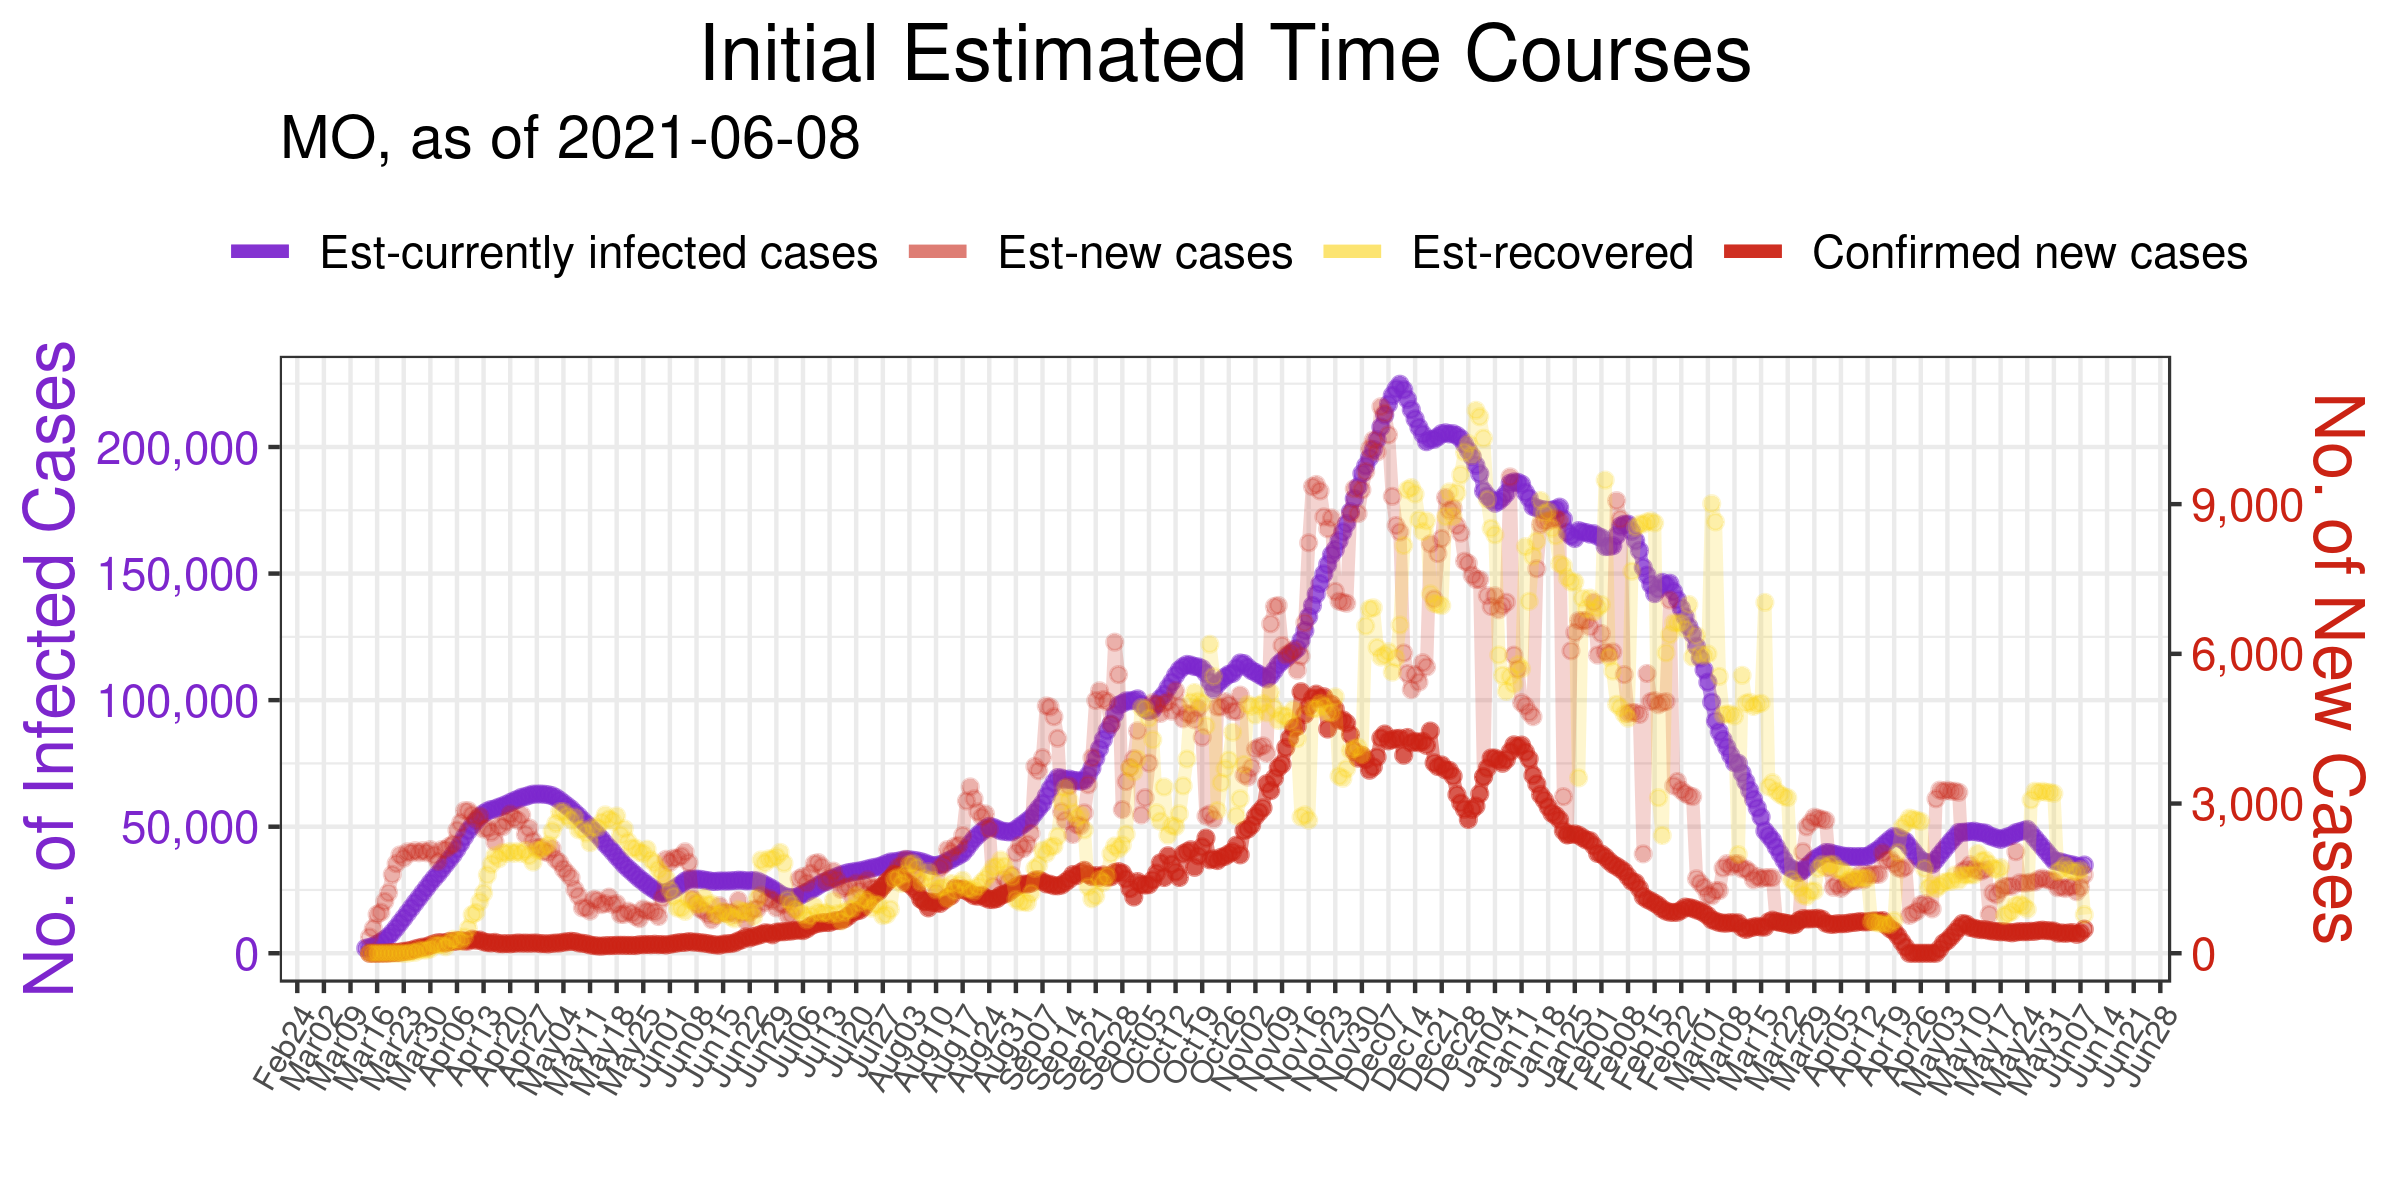 Initial Estimated Time Courses
MO, as of 2021-06-08
Est-currently infected cases Est-new cases Est-recovered Confirmed new cases
No. of Infected Cases
200,000
150,000
100,000
50,000
0
9,000
6,000
3,000
0
No. of New Cases
Feb24 Mar02 Mar09 Mar16 Mar23 Mar30 Apr06 Apr13 Apr20 Apr27 May04 May11 May18 May25 Jun01 Jun08 Jun15 Jun22 Jun29 Jul06 Jul13 Jul20 Jul27 Aug03 Aug10 Aug17 Aug24 Aug31 Sep07 Sep14 Sep21 Sep28 Oct05 Oct12 Oct19 Oct26 Nov02 Nov09 Nov16 Nov23 Nov30 Dec07 Dec14 Dec21 Dec28 Jan04 Jan11 Jan18 Jan25 Feb01 Feb08 Feb15 Feb22 Mar01 Mar08 Mar15 Mar22 Mar29 Apr05 Apr12 Apr19 Apr26 May03 May10 May17 May24 May31 Jun07 Jun14 Jun21 Jun28